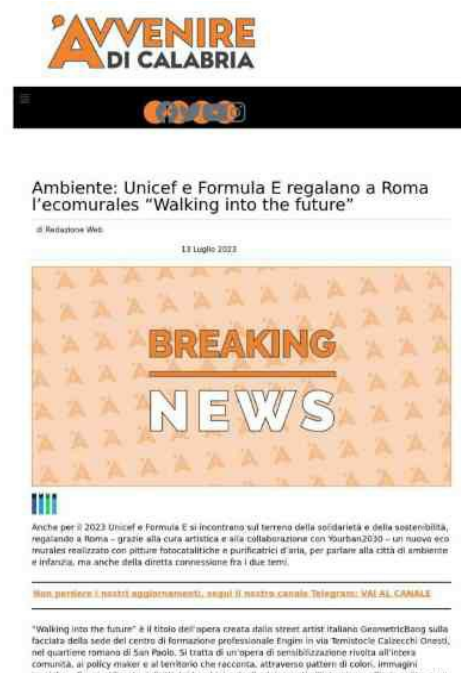 'AVVENIRE
DI CALABRIA
Ambiente: Unicef e Formula E regalano a Roma
l'ecomurales "Walking into the future"
di Redazione Web
13 Luglio 2023
BREAKING
NEWS
Anche per il 2023 Unicef e Formula E si incontrano sul terreno della solidarietà e della sostenibilità,
regalando a Roma – grazie alla cura artistica e alla collaborazione con Yourban2030 – un nuovo eco
murales realizzato con pitture fotocatalitiche e purificatrici d'aria, per parlare alla città di ambiente
e infanzia, ma anche della diretta connessione fra i due temi.
Non perdere i nostri aggiornamenti, segui il nostro canale Telegram: VAI AL CANALE
"Walking into the future" è il titolo dell'opera creata dallo street artist italiano GeometricBang sulla
facciata della sede del centro di formazione professionale Engim in via Temistocle Calzecchi Onesti,
nel quartiere romano di San Paolo. Si tratta di un'opera di sensibilizzazione rivolta all'intera
comunità, ai policy maker e al territorio che racconta, attraverso pattern di colori, immagini